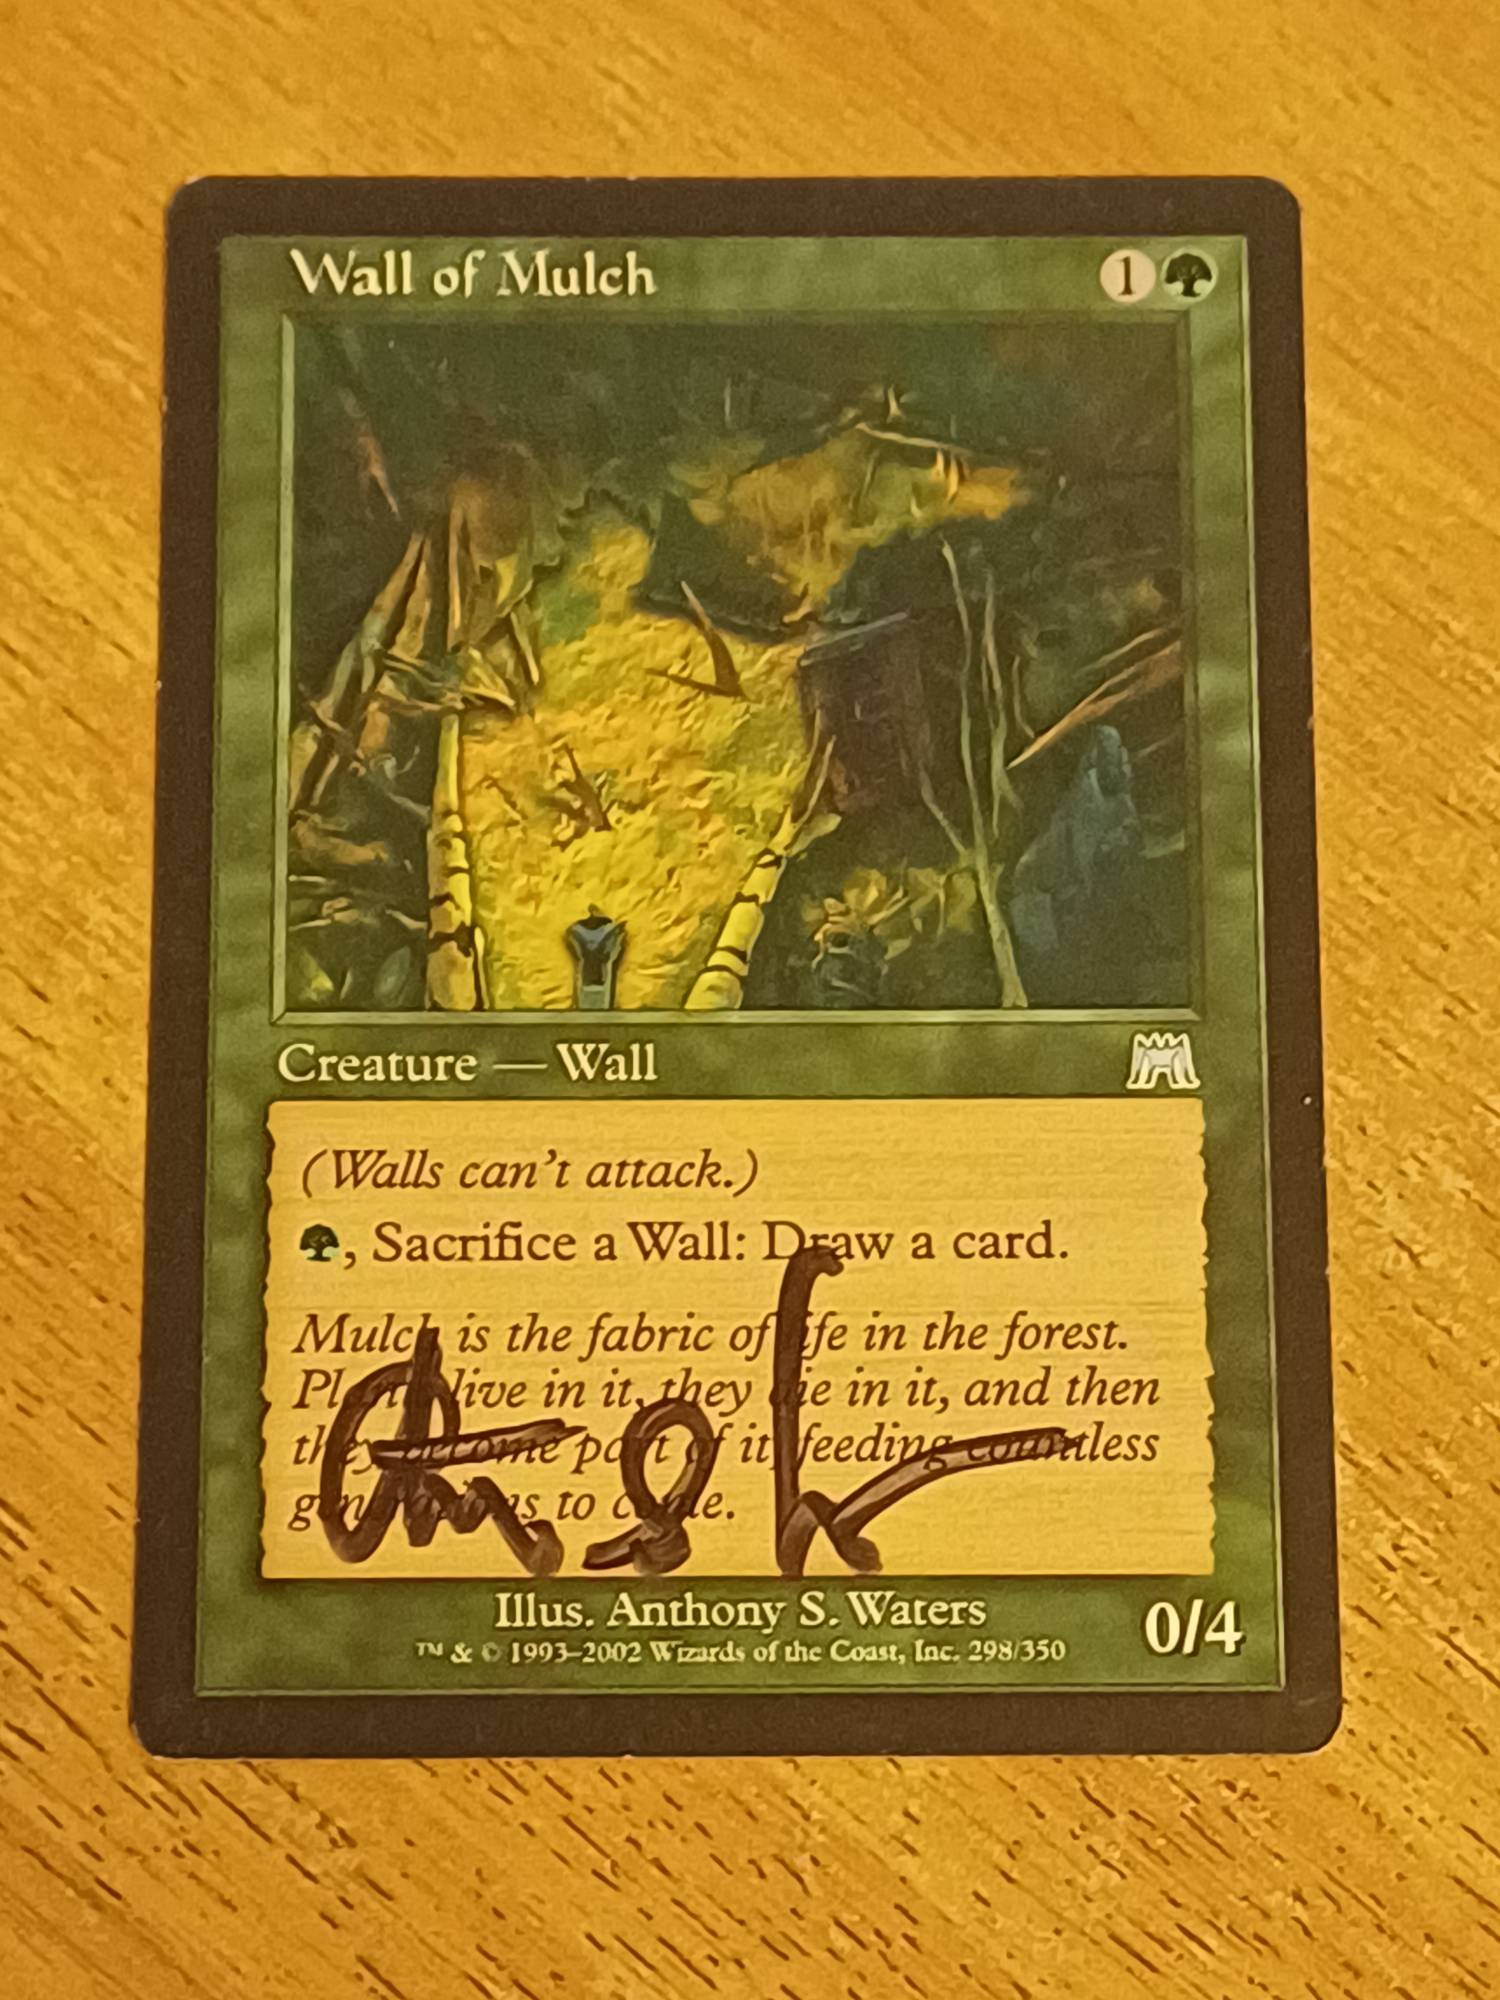 Wall of Mulch 1
Creature — Wall
(Walls can't attack.)
, Sacrifice a Wall: Draw a card.
Mulch is the fabric of life in the forest.
Plants live in it, they die in it, and then
they become part of it, feeding countless
generations to come.
Illus. Anthony S. Waters
™ & © 1993–2002 Wizards of the Coast, Inc. 298/350
0/4